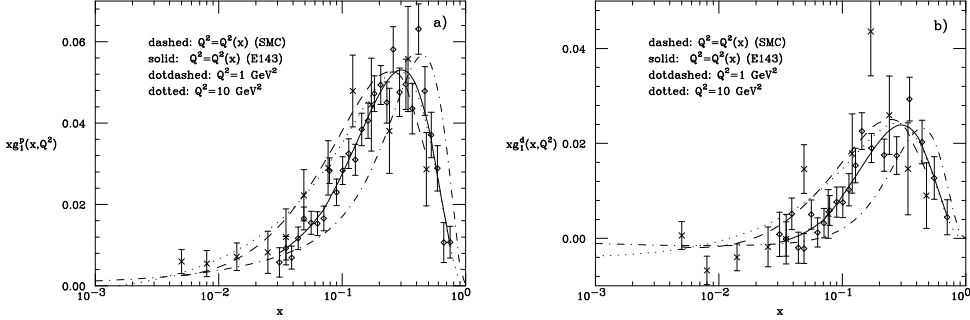 a)
0.06
dashed: Q²=Q²(x) (SMC)
solid: Q²=Q²(x) (E143)
dotdashed: Q²=1 GeV²
dotted: Q²=10 GeV²
0.04
xg₁ᵖ(x,Q²)
0.02
0.00
10⁻³ 10⁻² 10⁻¹ 10⁰
x
b)
0.04
dashed: Q²=Q²(x) (SMC)
solid: Q²=Q²(x) (E143)
dotdashed: Q²=1 GeV²
dotted: Q²=10 GeV²
xg₁ᵈ(x,Q²)
0.02
0.00
10⁻³ 10⁻² 10⁻¹ 10⁰
x